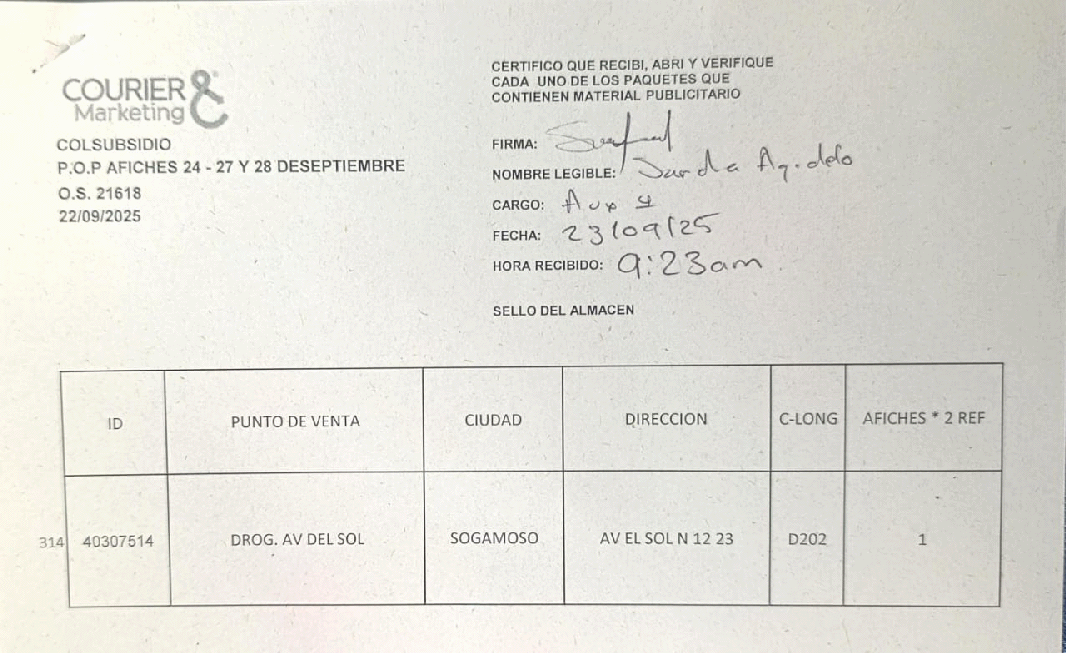 COURIER &
Marketing
COLSUBSIDIO
P.O.P AFICHES 24 - 27 Y 28 DESEPTIEMBRE
O.S. 21618
22/09/2025
CERTIFICO QUE RECIBI, ABRI Y VERIFIQUE
CADA UNO DE LOS PAQUETES QUE
CONTIENEN MATERIAL PUBLICITARIO
FIRMA:
NOMBRE LEGIBLE:
CARGO: Aux
FECHA: 23/09/25
HORA RECIBIDO: 9:23am
SELLO DEL ALMACEN
ID PUNTO DE VENTA CIUDAD DIRECCION C-LONG AFICHES * 2 REF
314 40307514 DROG. AV DEL SOL SOGAMOSO AV EL SOL N 12 23 D202 1